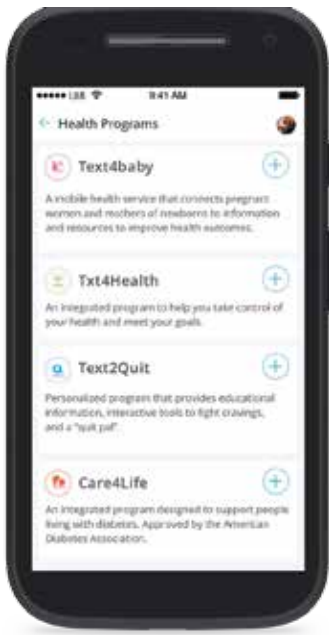 9:41 AM
Health Programs
Text4baby
A mobile health service that connects pregnant
women and mothers of newborns to information
and resources to improve health outcomes.
Txt4Health
An integrated program to help you take control of
your health and meet your goals.
Text2Quit
Personalized program that provides educational
information, interactive tools to fight cravings,
and a "quit pal".
Care4Life
An integrated program designed to support people
living with diabetes. Approved by the American
Diabetes Association.